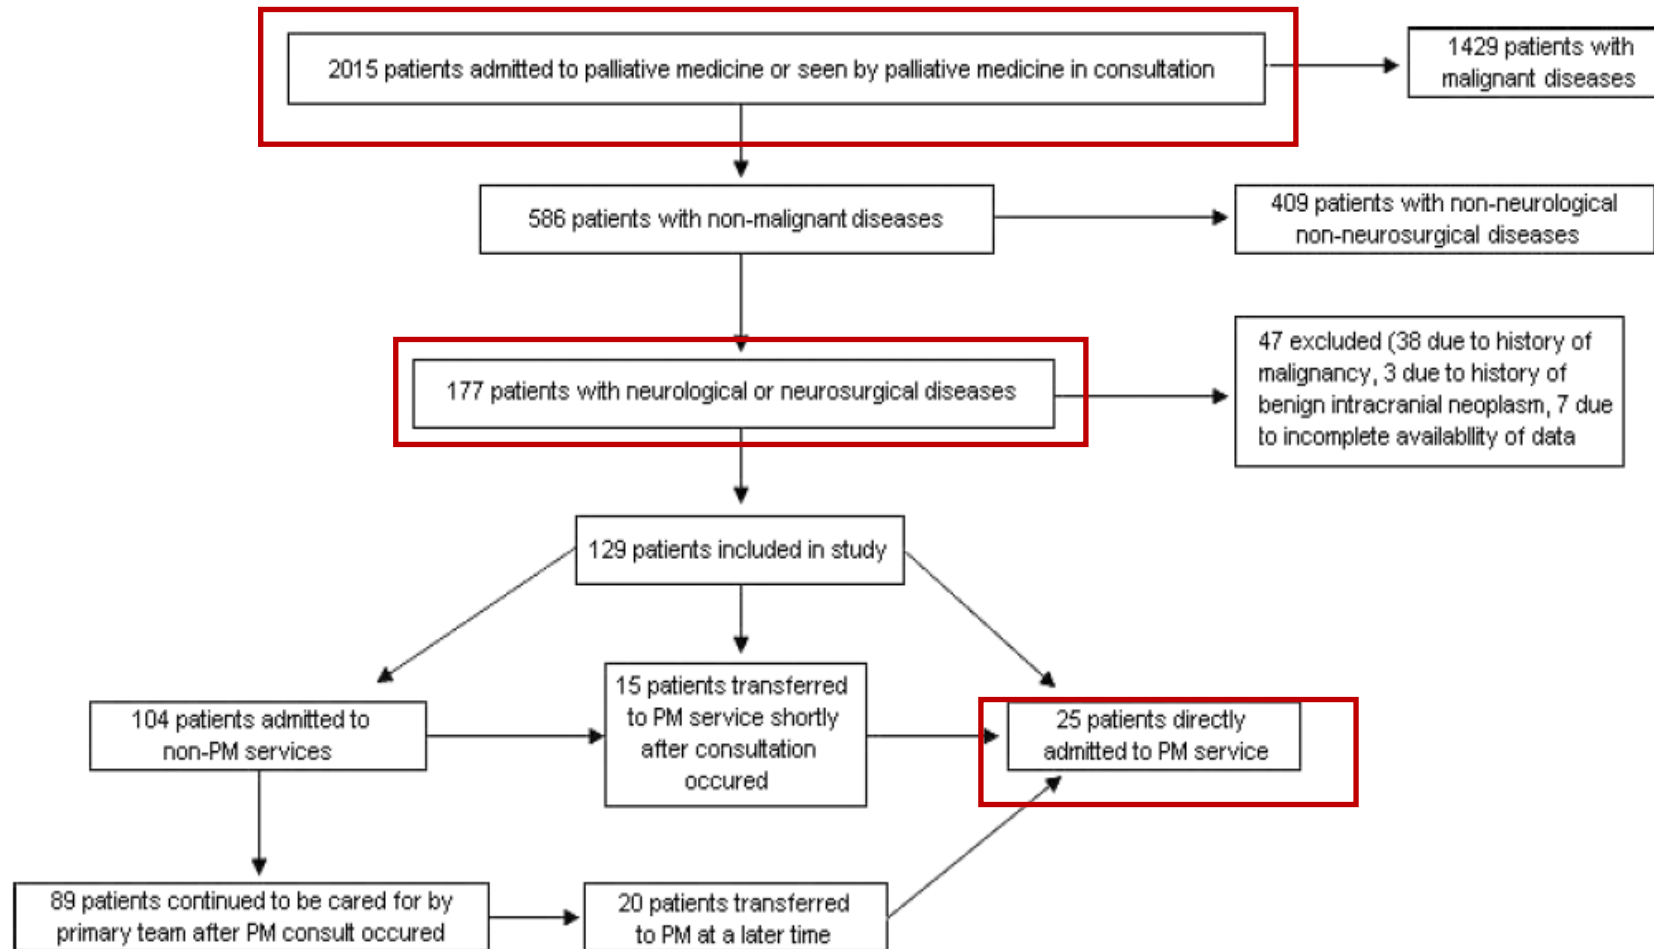 2015 patients admitted to palliative medicine or seen by palliative medicine in consultation
1429 patients with
malignant diseases
586 patients with non-malignant diseases
409 patients with non-neurological
non-neurosurgical diseases
177 patients with neurological or neurosurgical diseases
47 excluded (38 due to history of
malignancy, 3 due to history of
benign intracranial neoplasm, 7 due
to incomplete availability of data
129 patients included in study
104 patients admitted to
non-PM services
15 patients transferred
to PM service shortly
after consultation
occured
25 patients directly
admitted to PM service
89 patients continued to be cared for by
primary team after PM consult occured
20 patients transferred
to PM at a later time